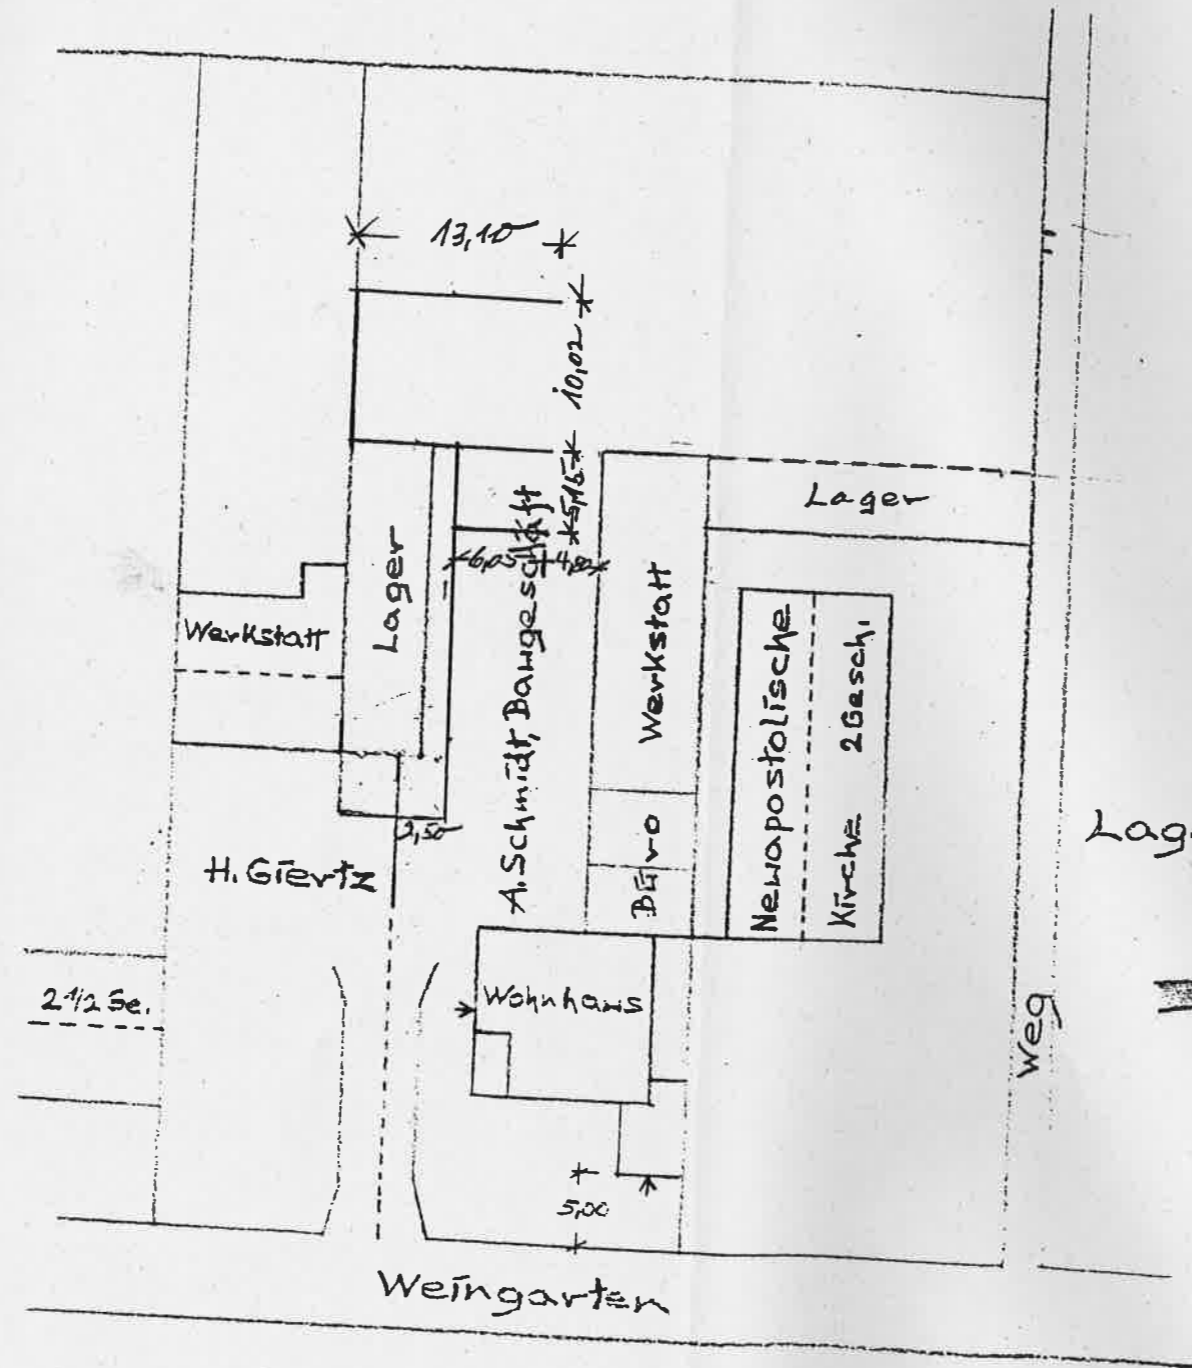 13,10
10,02
5,15
Lager
6,05
4,80
Lager
Werkstatt
Werkstatt
A. Schmidt, Baugeschäft
Neuapostolische
Kirche 2 Gesch.
Büro
2,50
H. Giertz
Lag
2 1/2 Ge.
Wohnhaus
Weg
5,00
Weingarten